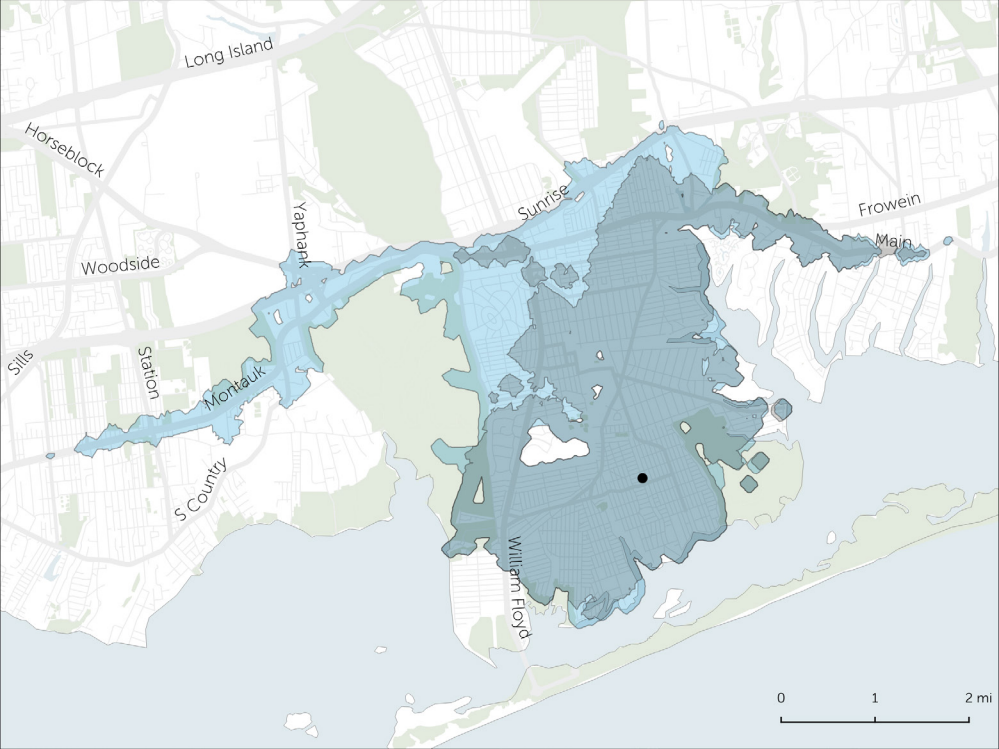 Long Island
Horseblock
Sunrise
Frowein
Yaphank
Main
Woodside
Sills
Station
Montauk
S Country
William Floyd
0 1 2 mi